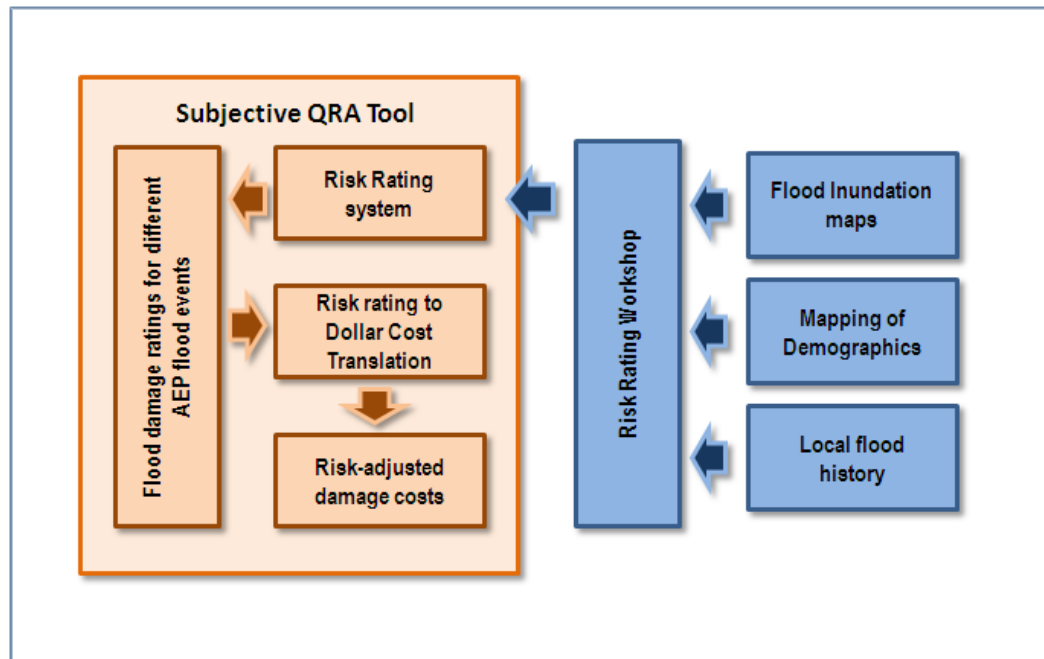 Subjective QRA Tool
Flood damage ratings for different
AEP flood events
Risk Rating
system
Risk rating to
Dollar Cost
Translation
Risk-adjusted
damage costs
Risk Rating Workshop
Flood Inundation
maps
Mapping of
Demographics
Local flood
history